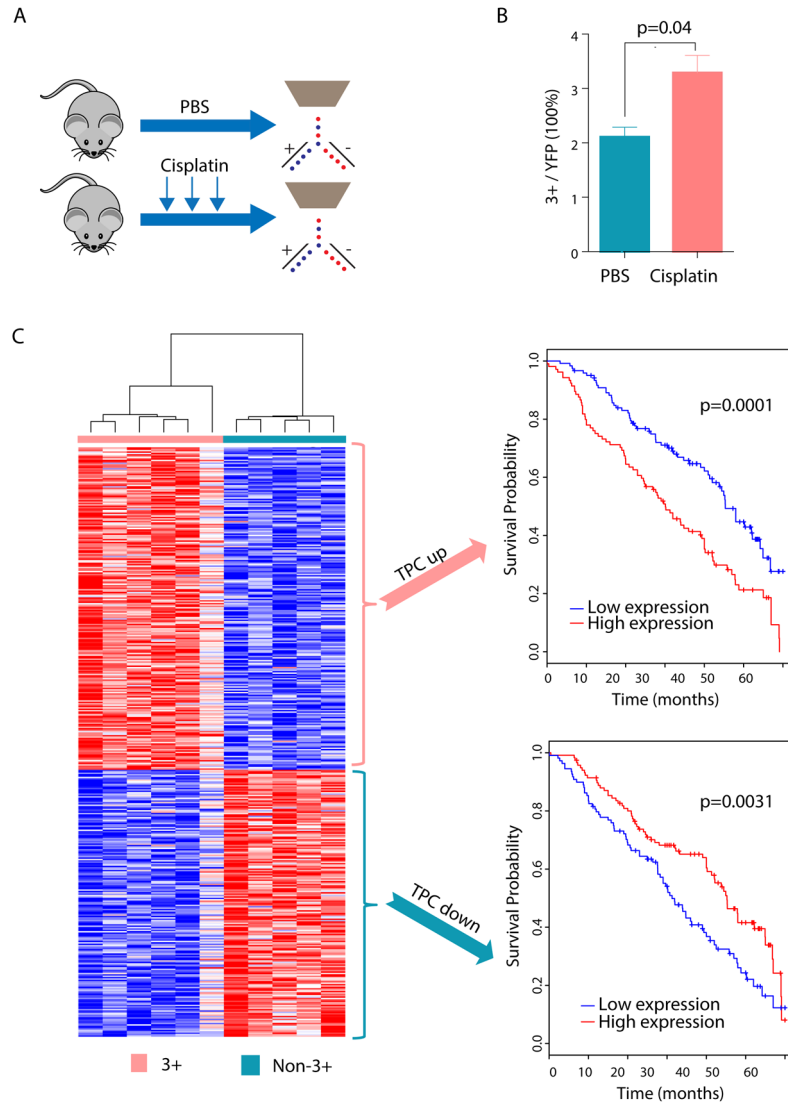 A
PBS
+
-
Cisplatin
+
-
B
p=0.04
3+ / YFP (100%)
4
3
2
1
0
PBS Cisplatin
C
TPC up
TPC down
3+ Non-3+
p=0.0001
Survival Probability
1.0
0.8
0.6
0.4
0.2
0.0
Low expression
High expression
0 10 20 30 40 50 60
Time (months)
p=0.0031
Survival Probability
1.0
0.8
0.6
0.4
0.2
0.0
Low expression
High expression
0 10 20 30 40 50 60
Time (months)